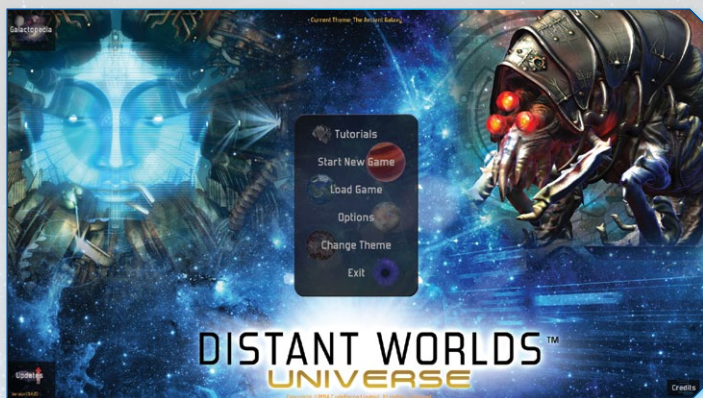 Current Theme: The Ancient Galaxy
Galactopedia
Tutorials
Start New Game
Load Game
Options
Change Theme
Exit
DISTANT WORLDS™
UNIVERSE
Updates
Credits